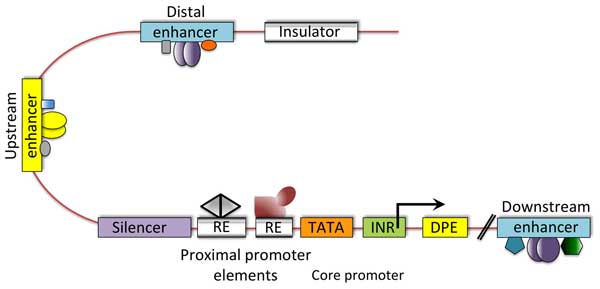 Distal
enhancer
Insulator
Upstream
enhancer
Silencer
RE
RE
TATA
INR
DPE
Downstream
enhancer
Proximal promoter
elements
Core promoter